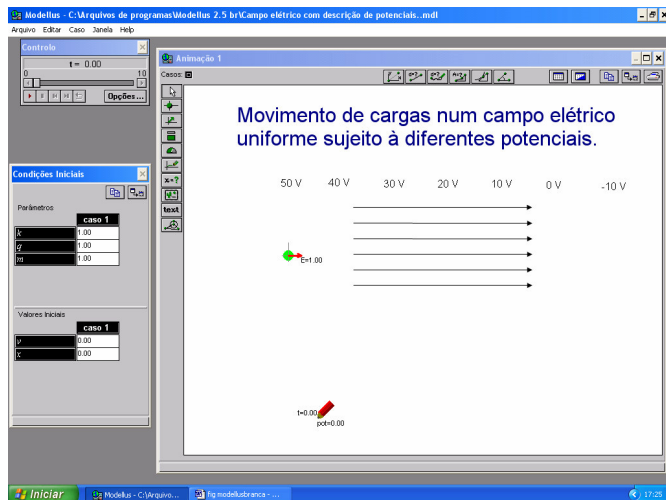 Modellus - C:\Arquivos de programas\Modellus 2.5 br\Campo elétrico com descrição de potenciais..mdl
Arquivo Editar Caso Janela Help
Controlo
t = 0.00
0 10
Opções...
Animação 1
Casos:
Movimento de cargas num campo elétrico
uniforme sujeito à diferentes potenciais.
50 V 40 V 30 V 20 V 10 V 0 V -10 V
E=1.00
t=0.00
pot=0.00
x=?
text
Condições Iniciais
Parâmetros
caso 1
k 1.00
q 1.00
m 1.00
Valores Iniciais
caso 1
v 0.00
x 0.00
Iniciar
Modellus - C:\Arquivo...
fig modellusbranca - ...
17:25